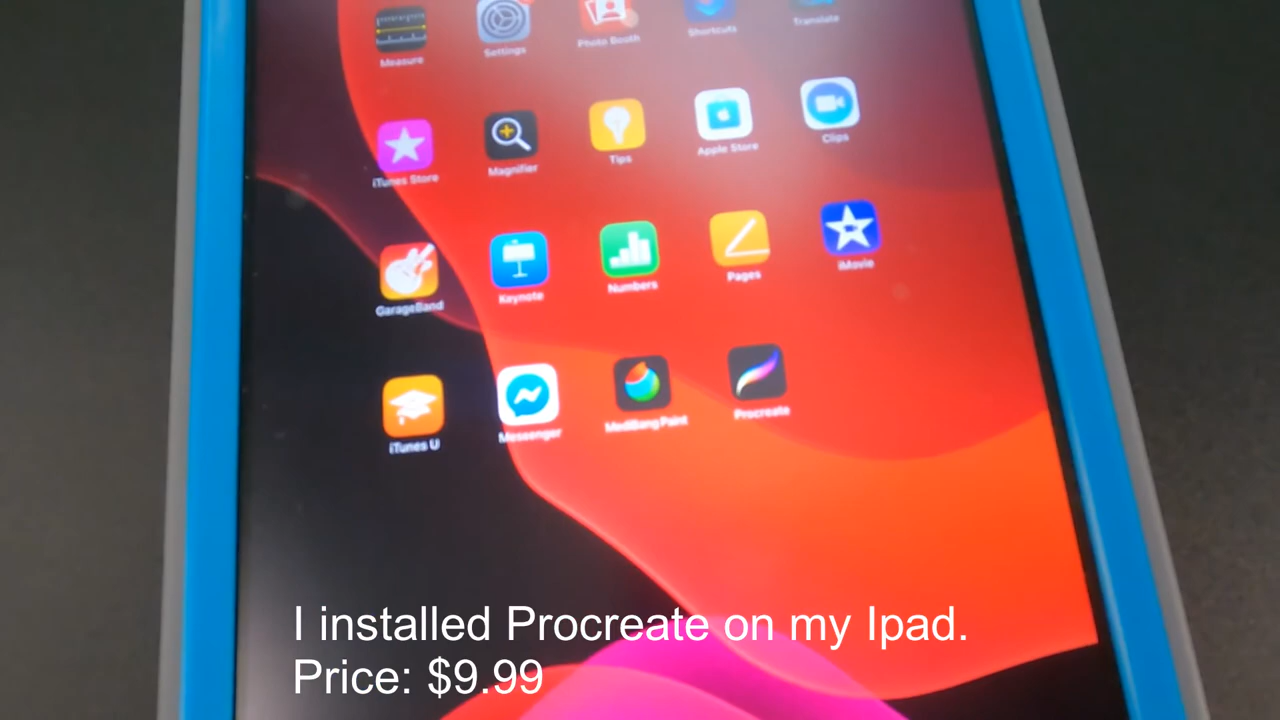 Measure Settings Photo Booth Shortcuts Translate
iTunes Store Magnifier Tips Apple Store Clips
GarageBand Keynote Numbers Pages iMovie
iTunes U Messenger MediBang Paint Procreate
I installed Procreate on my Ipad.
Price: $9.99